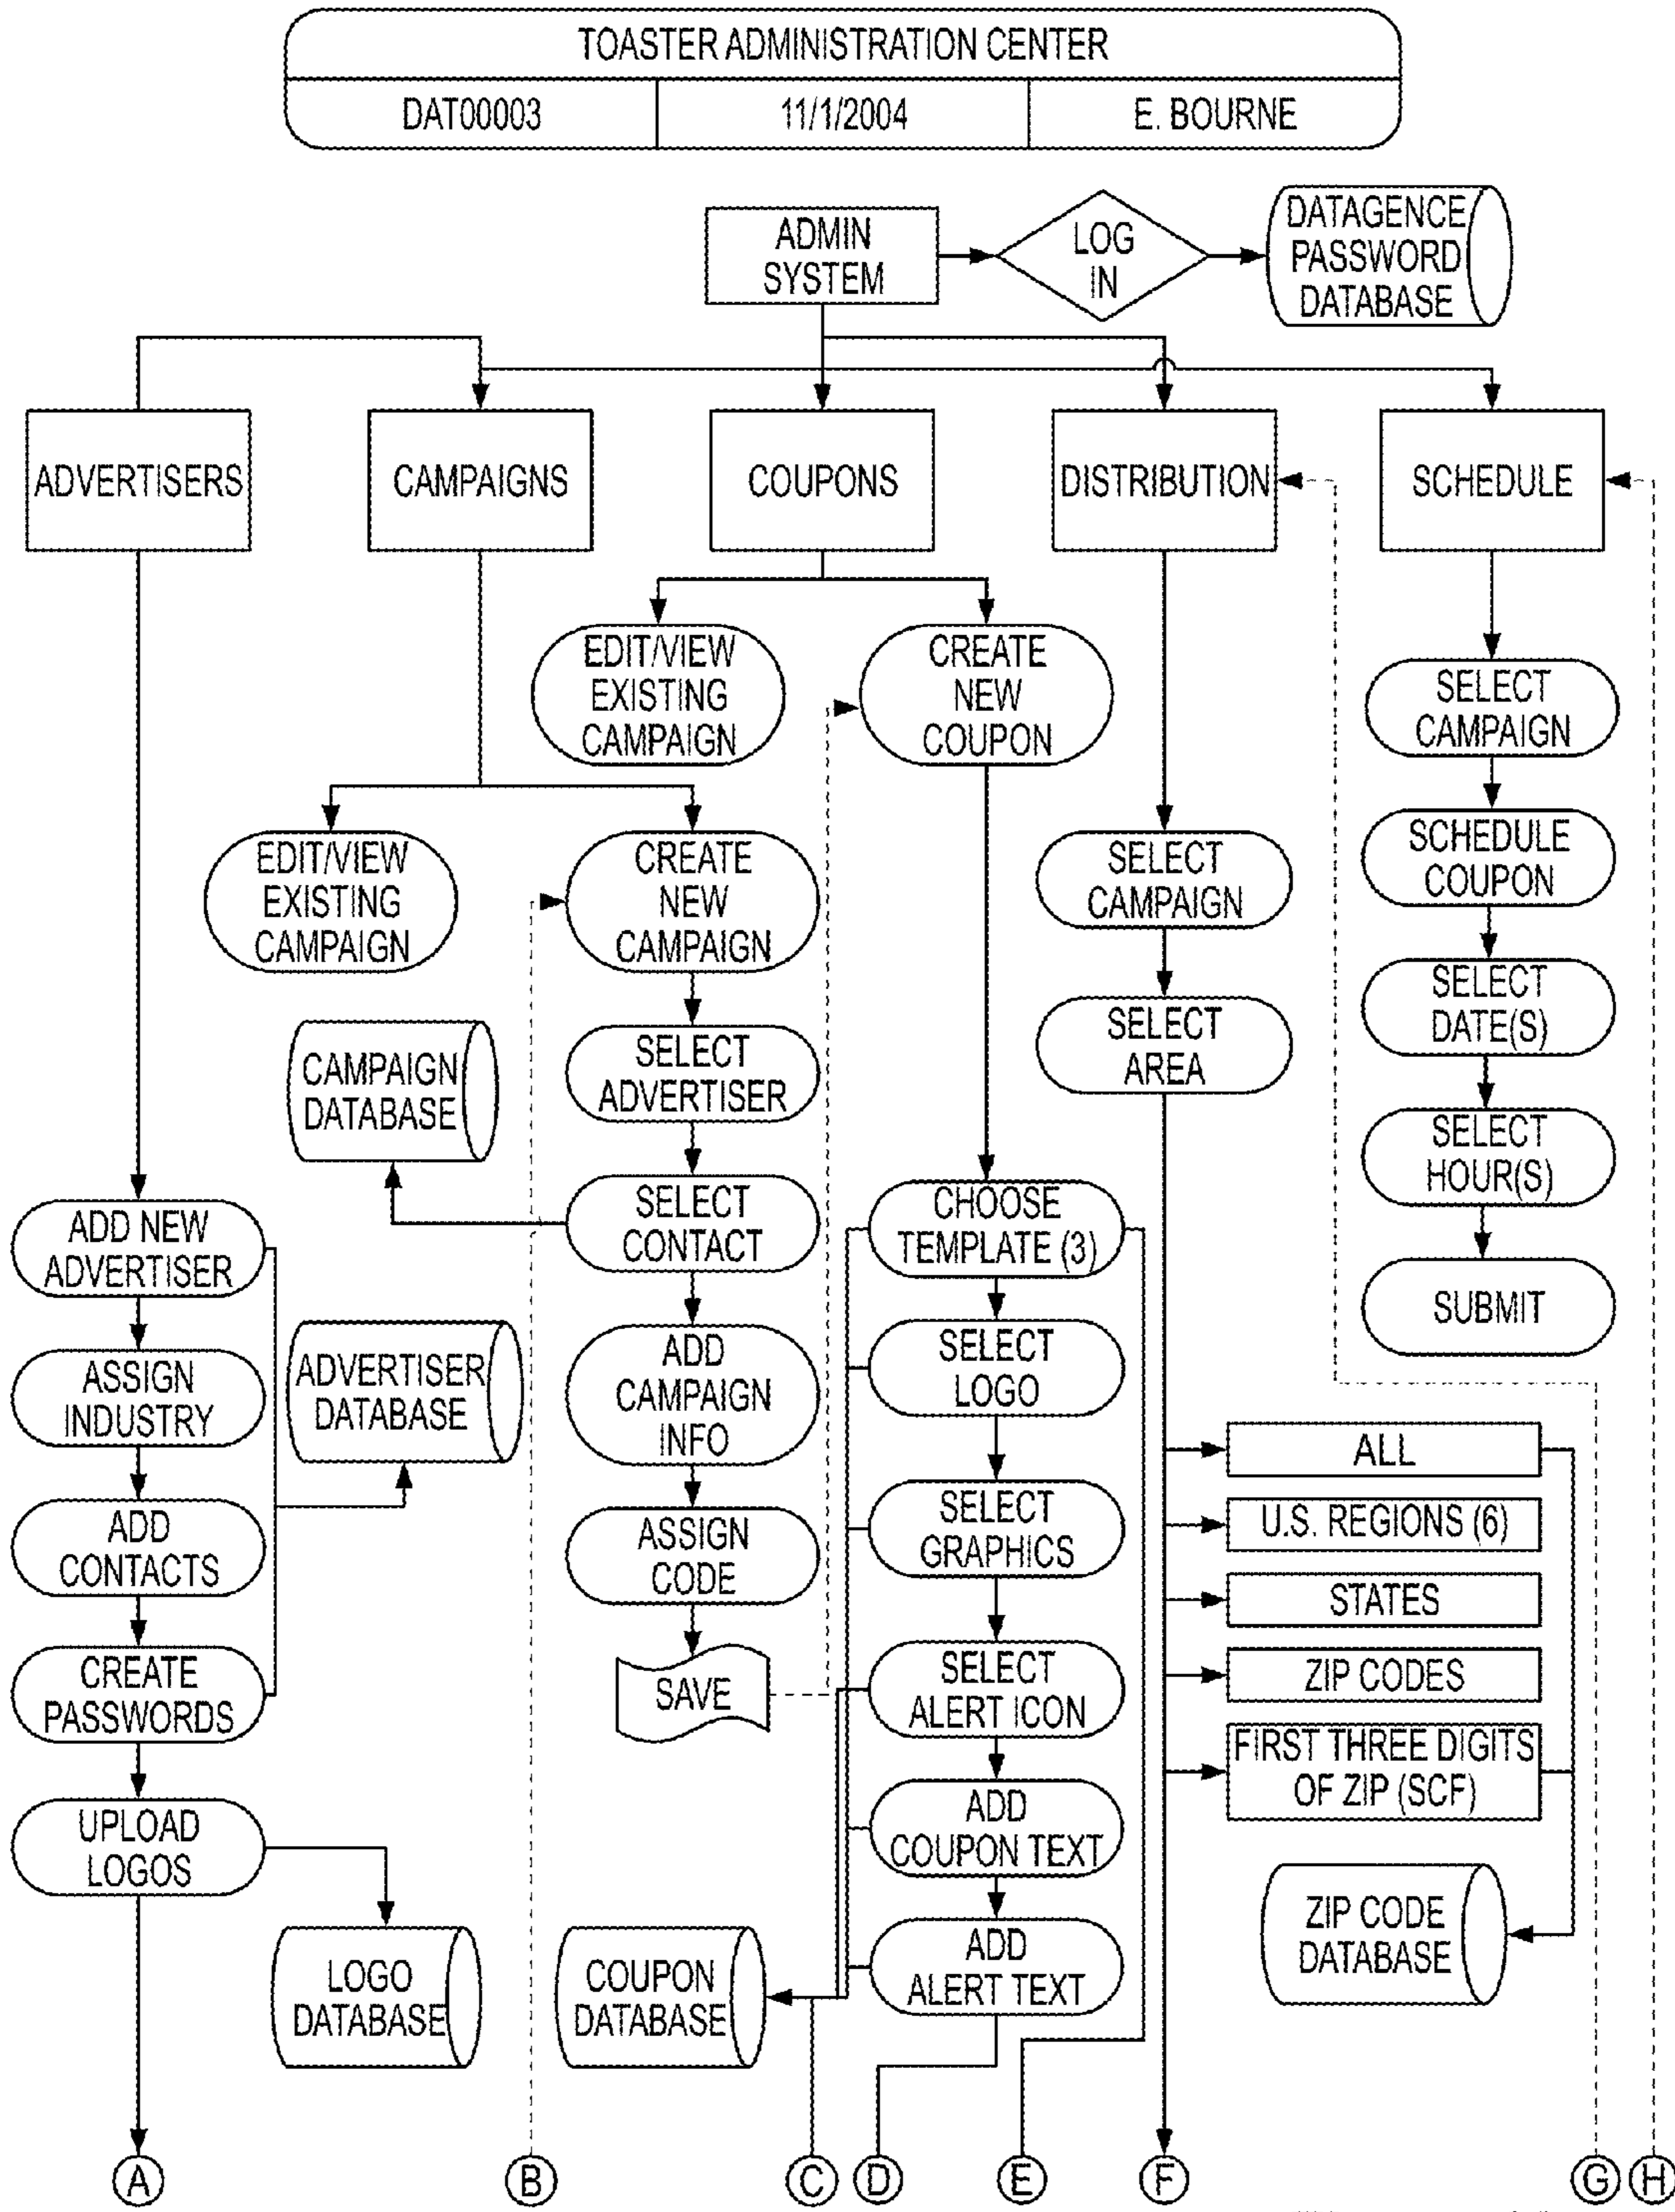 TOASTER ADMINISTRATION CENTER
DAT00003
11/1/2004
E. BOURNE
ADMIN
SYSTEM
LOG
IN
DATAGENCE
PASSWORD
DATABASE
ADVERTISERS
CAMPAIGNS
COUPONS
DISTRIBUTION
SCHEDULE
EDIT/VIEW
EXISTING
CAMPAIGN
CREATE
NEW
COUPON
SELECT
CAMPAIGN
EDIT/VIEW
EXISTING
CAMPAIGN
CREATE
NEW
CAMPAIGN
SELECT
CAMPAIGN
SCHEDULE
COUPON
CAMPAIGN
DATABASE
SELECT
ADVERTISER
SELECT
AREA
SELECT
DATE(S)
ADD NEW
ADVERTISER
SELECT
CONTACT
CHOOSE
TEMPLATE (3)
SELECT
HOUR(S)
ASSIGN
INDUSTRY
ADVERTISER
DATABASE
ADD
CAMPAIGN
INFO
SELECT
LOGO
SUBMIT
ALL
ADD
CONTACTS
ASSIGN
CODE
SELECT
GRAPHICS
U.S. REGIONS (6)
STATES
CREATE
PASSWORDS
SAVE
SELECT
ALERT ICON
ZIP CODES
FIRST THREE DIGITS
OF ZIP (SCF)
UPLOAD
LOGOS
ADD
COUPON TEXT
LOGO
DATABASE
COUPON
DATABASE
ADD
ALERT TEXT
ZIP CODE
DATABASE
A
B
C
D
E
F
G
H